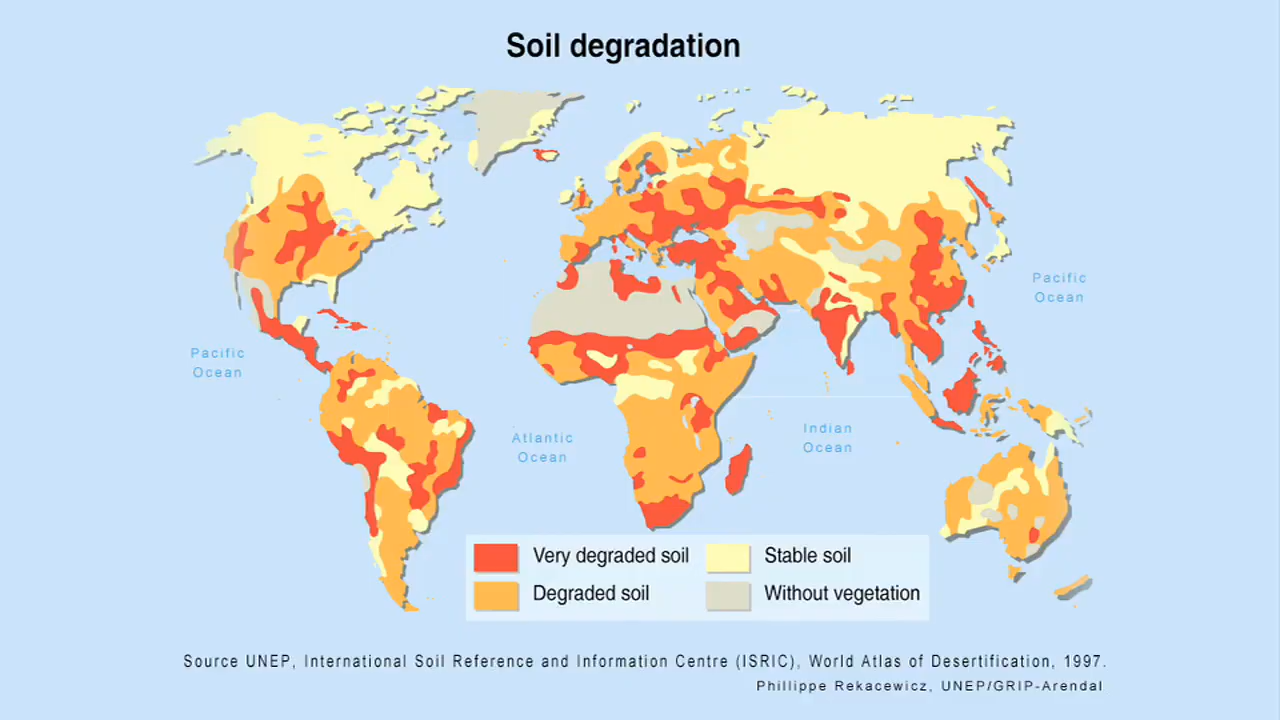 Soil degradation
Pacific
Ocean
Pacific
Ocean
Atlantic
Ocean
Indian
Ocean
Very degraded soil
Stable soil
Degraded soil
Without vegetation
Source UNEP, International Soil Reference and Information Centre (ISRIC), World Atlas of Desertification, 1997.
Phillippe Rekacewicz, UNEP/GRIP-Arendal